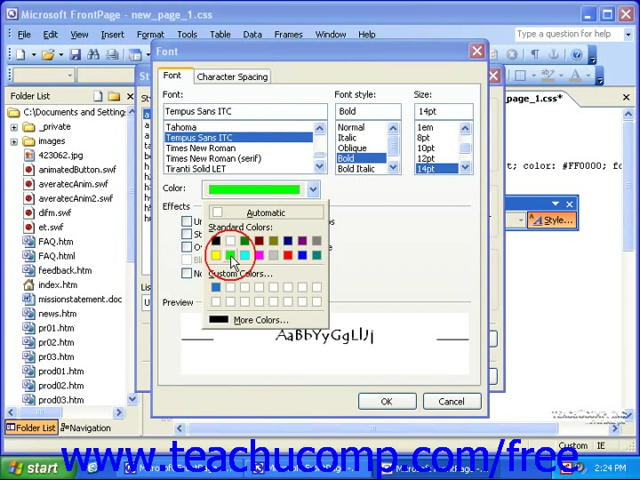 Microsoft FrontPage - new_page_1.css
File Edit View Insert Format Tools Table Data Frames Window Help
Type a question for help
Folder List
C:\Documents and Setting
_private
images
423062.jpg
animatedButton.swf
averatecAnim.swf
averatecAnim2.swf
difm.swf
et.swf
FAQ.htm
FAQ.html
feedback.htm
index.htm
missionstatement.doc
news.htm
pr01.htm
pr02.htm
pr03.htm
prod01.htm
prod02.htm
prod03.htm
Folder List Navigation
page_1.css*
t; color: #FF0000; fo
Style...
Font
Font Character Spacing
Font: Font style: Size:
Tempus Sans ITC Bold 14pt
Tahoma Normal 1em
Tempus Sans ITC Italic 8pt
Times New Roman Oblique 10pt
Times New Roman (serif) Bold 12pt
Tiranti Solid LET Bold Italic 14pt
Color:
Effects
Automatic
Standard Colors:
Custom Colors...
More Colors...
Preview
AaBbYyGgLlJj
OK Cancel
TEACHUCOMP, INC.
Custom IE
www.teachucomp.com/free
start
Microsoft FrontPage
2:24 PM